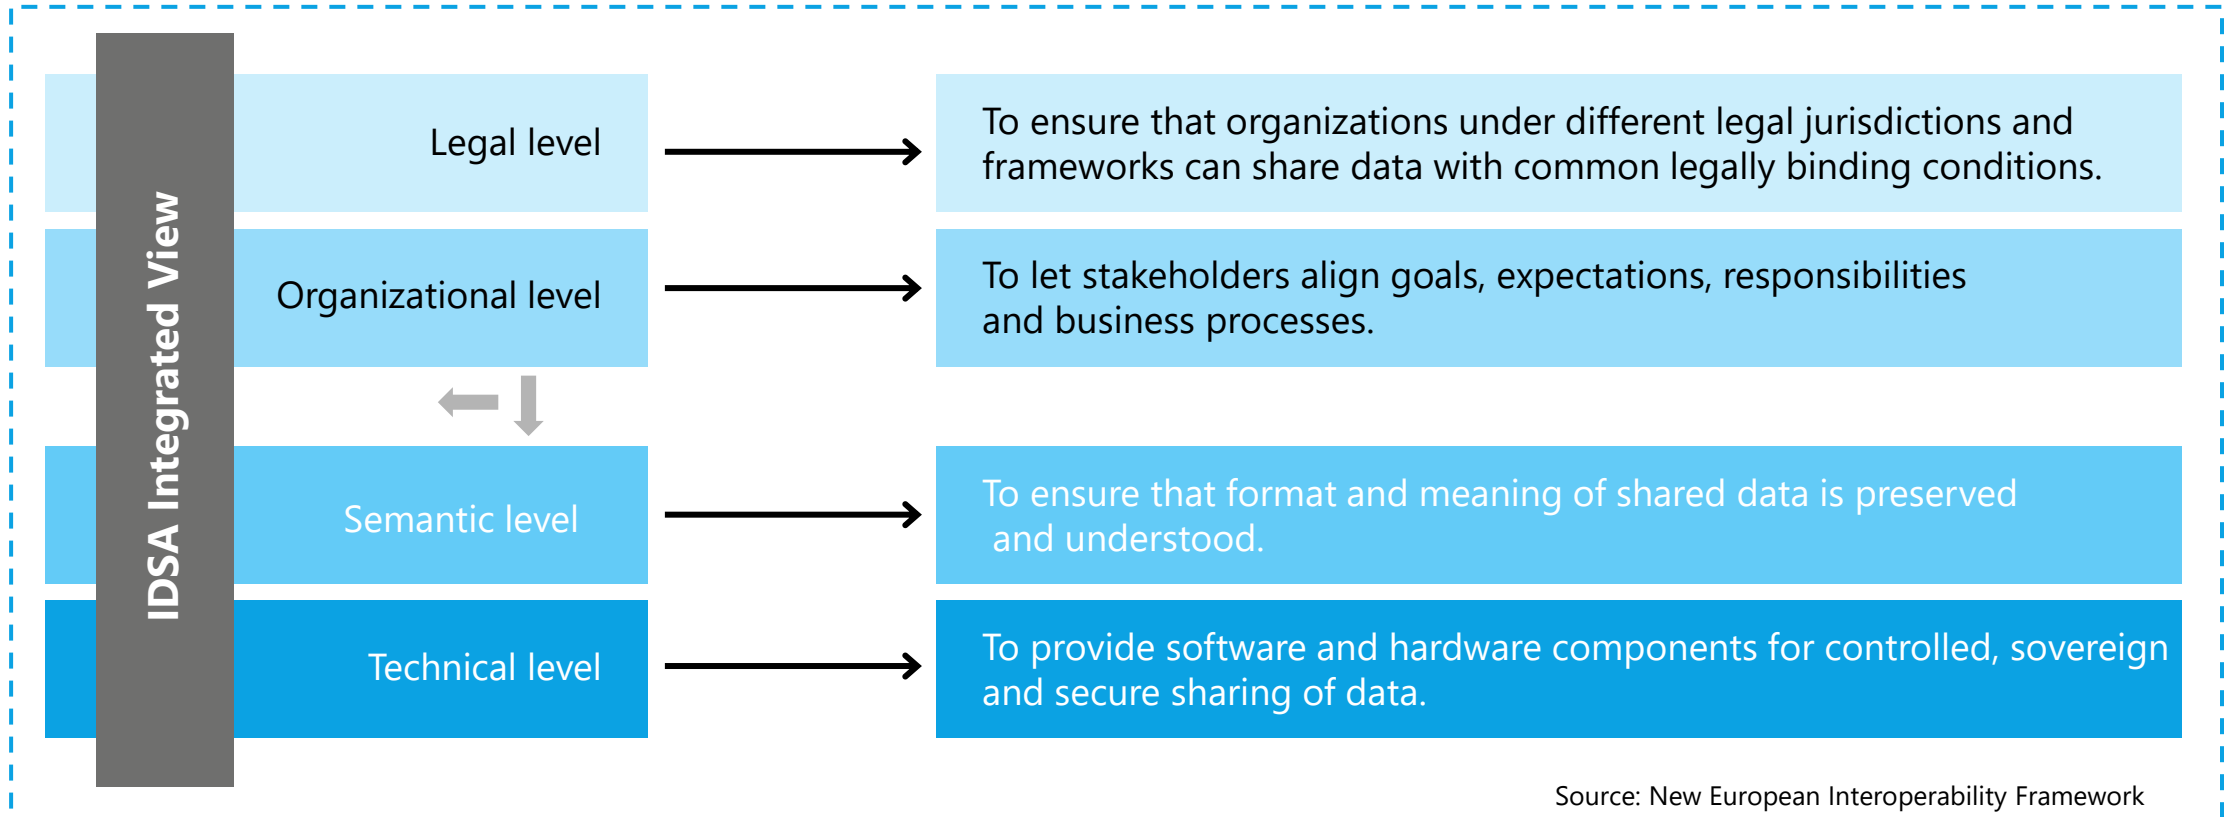 IDSA Integrated View
Legal level
To ensure that organizations under different legal jurisdictions and
frameworks can share data with common legally binding conditions.
Organizational level
To let stakeholders align goals, expectations, responsibilities
and business processes.
Semantic level
To ensure that format and meaning of shared data is preserved
and understood.
Technical level
To provide software and hardware components for controlled, sovereign
and secure sharing of data.
Source: New European Interoperability Framework